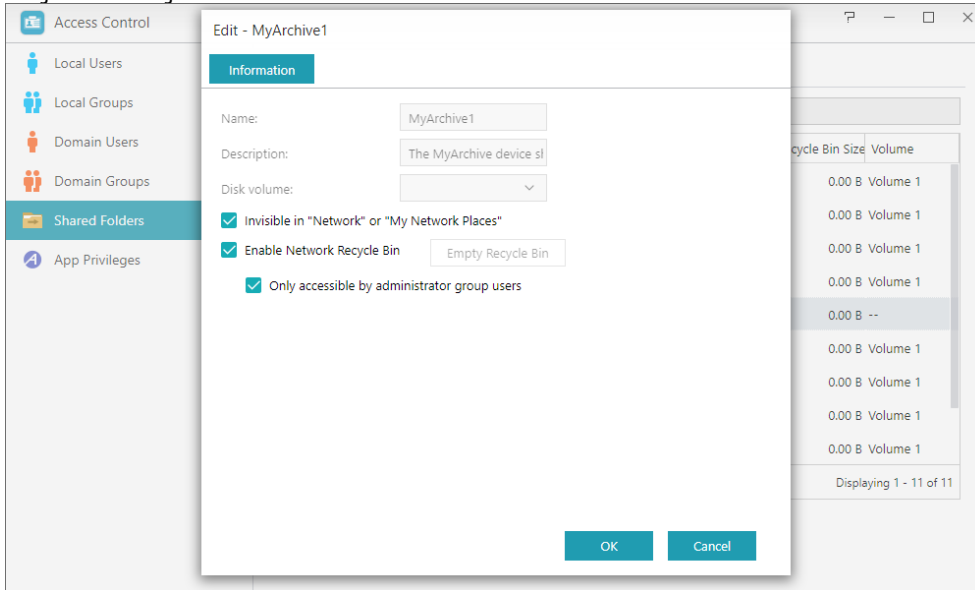 Access Control
Local Users
Local Groups
Domain Users
Domain Groups
Shared Folders
App Privileges
Edit - MyArchive1
Information
Name:
MyArchive1
Description:
The MyArchive device sl
Disk volume:
Invisible in "Network" or "My Network Places"
Enable Network Recycle Bin
Empty Recycle Bin
Only accessible by administrator group users
OK
Cancel
cycle Bin Size Volume
0.00 B Volume 1
0.00 B Volume 1
0.00 B Volume 1
0.00 B Volume 1
0.00 B --
0.00 B Volume 1
0.00 B Volume 1
0.00 B Volume 1
0.00 B Volume 1
Displaying 1 - 11 of 11